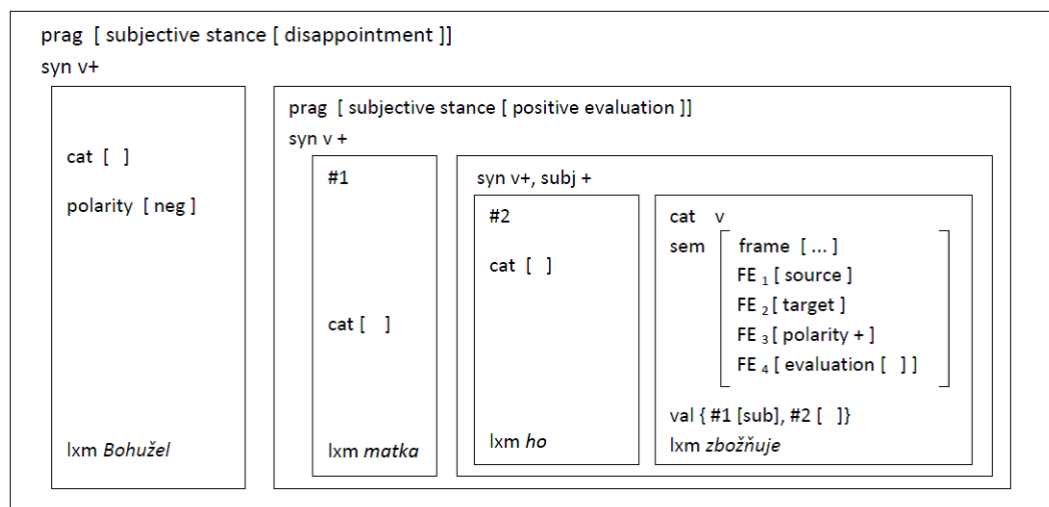 prag [ subjective stance [ disappointment ]]
syn v+
cat [ ]
polarity [ neg ]
lxm Bohužel
prag [ subjective stance [ positive evaluation ]]
syn v +
#1
cat [ ]
lxm matka
syn v+, subj +
#2
cat [ ]
lxm ho
cat v
sem
frame [ ... ]
FE 1 [ source ]
FE 2 [ target ]
FE 3 [ polarity + ]
FE 4 [ evaluation [ ] ]
val { #1 [sub], #2 [ ]}
lxm zbožňuje